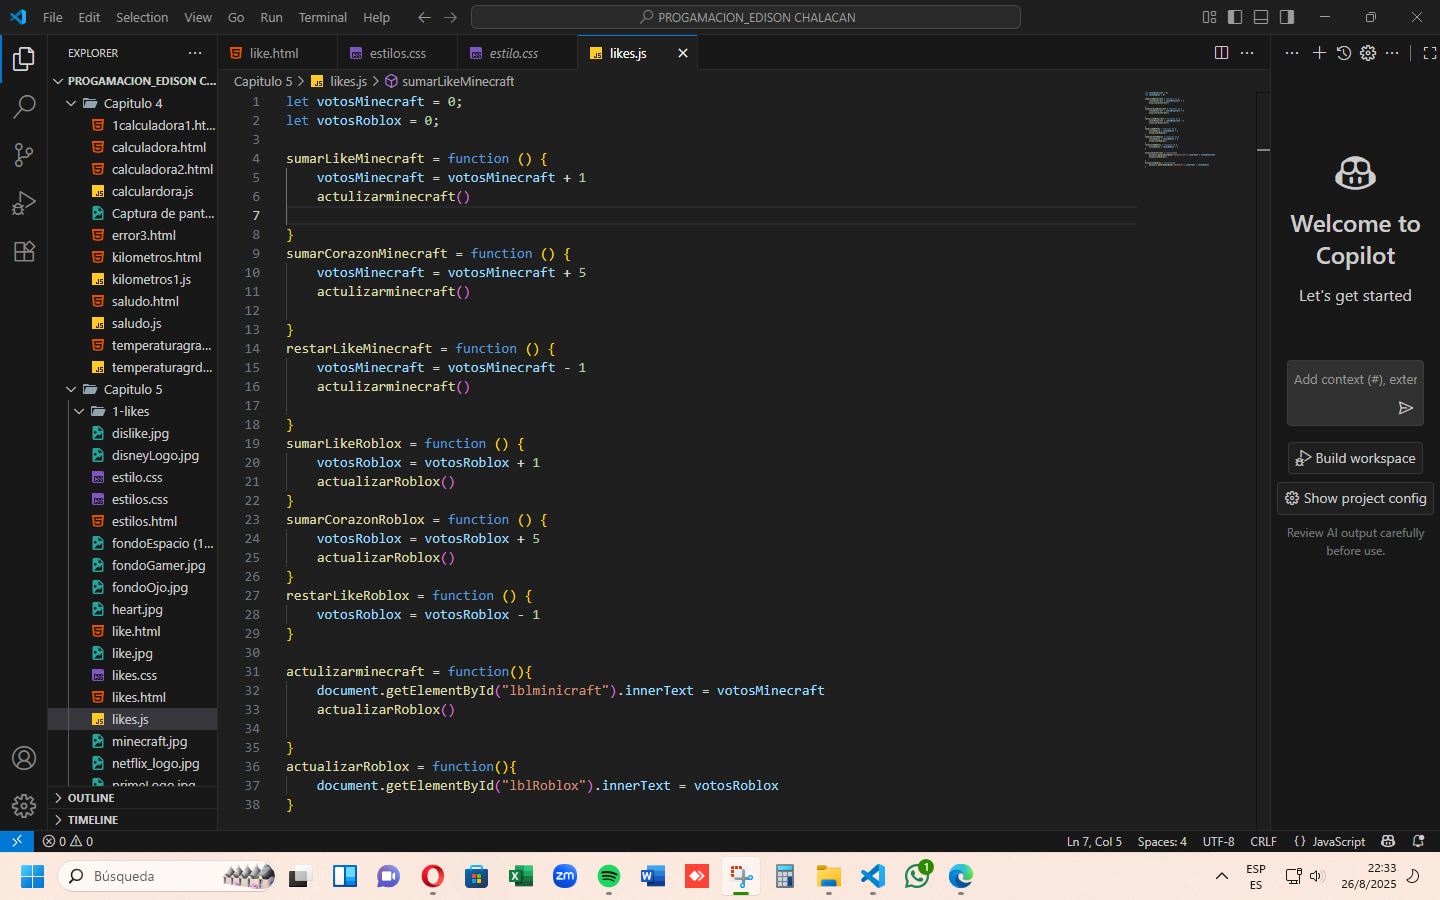 File Edit Selection View Go Run Terminal Help
PROGAMACION_EDISON CHALACAN
EXPLORER
PROGAMACION_EDISON C...
Capitulo 4
1calculadora1.ht...
calculadora.html
calculadora2.html
calculardora.js
Captura de pant...
error3.html
kilometros.html
kilometros1.js
saludo.html
saludo.js
temperaturagra...
temperaturagrd...
Capitulo 5
1-likes
dislike.jpg
disneyLogo.jpg
estilo.css
estilos.css
estilos.html
fondoEspacio (1...
fondoGamer.jpg
fondoOjo.jpg
heart.jpg
like.html
like.jpg
likes.css
likes.html
likes.js
minecraft.jpg
netflix_logo.jpg
primeLogo.jpg
OUTLINE
TIMELINE
like.html estilos.css estilo.css likes.js
Capitulo 5 > likes.js > sumarLikeMinecraft
1 let votosMinecraft = 0;
2 let votosRoblox = 0;
3
4 sumarLikeMinecraft = function () {
5 votosMinecraft = votosMinecraft + 1
6 actulizarminecraft()
7
8 }
9 sumarCorazonMinecraft = function () {
10 votosMinecraft = votosMinecraft + 5
11 actulizarminecraft()
12
13 }
14 restarLikeMinecraft = function () {
15 votosMinecraft = votosMinecraft - 1
16 actulizarminecraft()
17
18 }
19 sumarLikeRoblox = function () {
20 votosRoblox = votosRoblox + 1
21 actualizarRoblox()
22 }
23 sumarCorazonRoblox = function () {
24 votosRoblox = votosRoblox + 5
25 actualizarRoblox()
26 }
27 restarLikeRoblox = function () {
28 votosRoblox = votosRoblox - 1
29 }
30
31 actulizarminecraft = function(){
32 document.getElementById("lblminicraft").innerText = votosMinecraft
33 actualizarRoblox()
34
35 }
36 actualizarRoblox = function(){
37 document.getElementById("lblRoblox").innerText = votosRoblox
38 }
Welcome to
Copilot
Let's get started
Add context (#), exter
Build workspace
Show project config
Review AI output carefully
before use.
0 0
Ln 7, Col 5 Spaces: 4 UTF-8 CRLF {} JavaScript
Búsqueda
zm
1
ESP
ES
22:33
26/8/2025